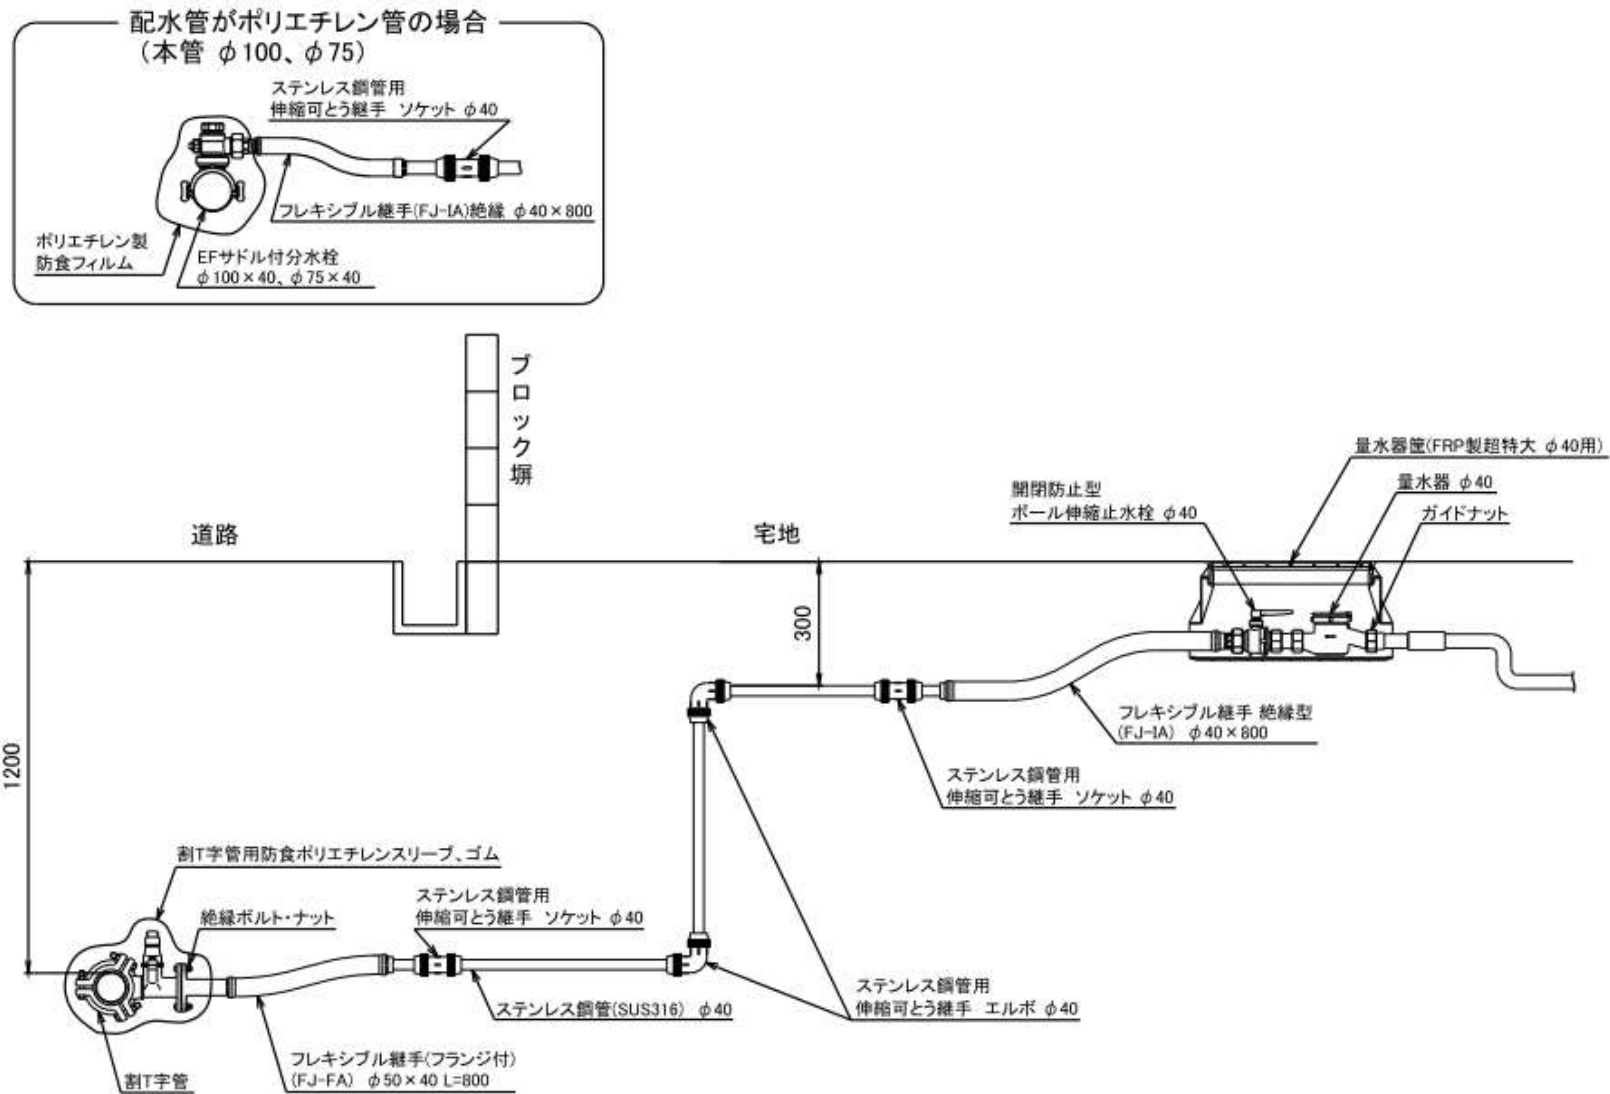 配水管がポリエチレン管の場合
(本管 φ100、φ75)
ステンレス鋼管用
伸縮可とう継手 ソケット φ40
フレキシブル継手(FJ-IA)絶縁 φ40×800
ポリエチレン製
防食フィルム
EFサドル付分水栓
φ100×40、φ75×40
ブロック塀
道路
宅地
量水器筐(FRP製超特大 φ40用)
量水器 φ40
ガイドナット
開閉防止型
ボール伸縮止水栓 φ40
300
1200
フレキシブル継手 絶縁型
(FJ-IA) φ40×800
ステンレス鋼管用
伸縮可とう継手 ソケット φ40
割T字管用防食ポリエチレンスリーブ、ゴム
絶縁ボルト・ナット
ステンレス鋼管用
伸縮可とう継手 ソケット φ40
ステンレス鋼管(SUS316) φ40
ステンレス鋼管用
伸縮可とう継手 エルボ φ40
フレキシブル継手(フランジ付)
(FJ-FA) φ50×40 L=800
割T字管